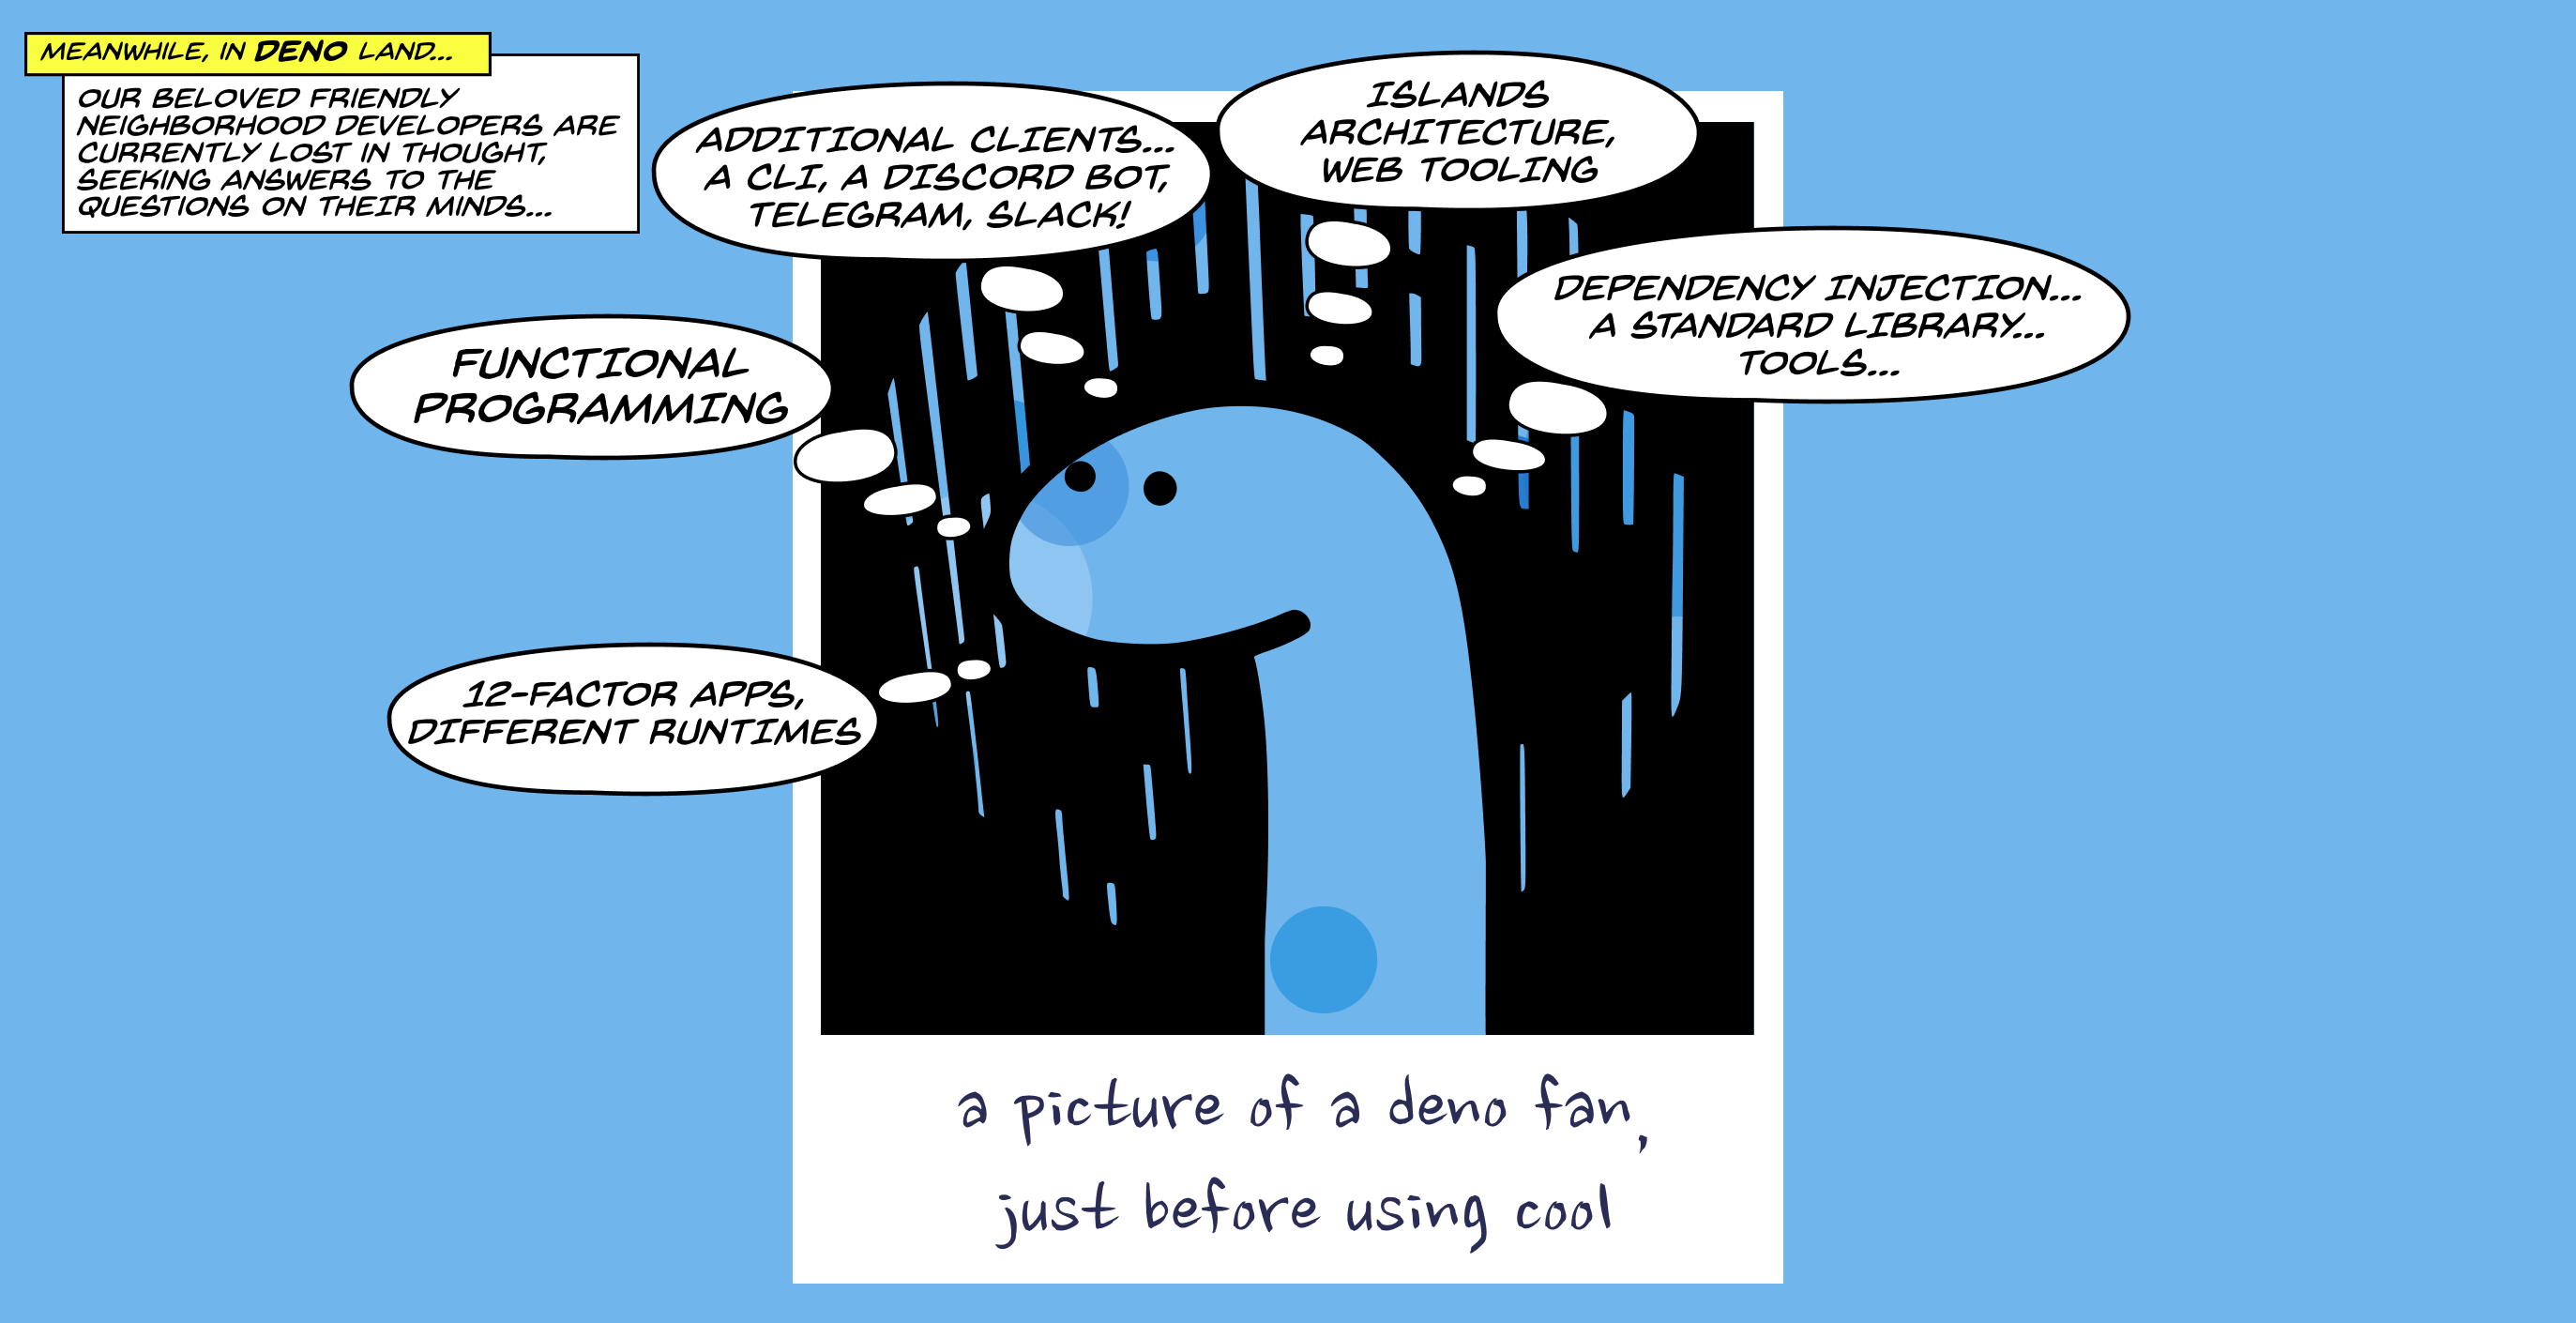 MEANWHILE, IN DENO LAND...
OUR BELOVED FRIENDLY
NEIGHBORHOOD DEVELOPERS ARE
CURRENTLY LOST IN THOUGHT,
SEEKING ANSWERS TO THE
QUESTIONS ON THEIR MINDS...
ADDITIONAL CLIENTS...
A CLI, A DISCORD BOT,
TELEGRAM, SLACK!
ISLANDS
ARCHITECTURE,
WEB TOOLING
DEPENDENCY INJECTION...
A STANDARD LIBRARY...
TOOLS...
FUNCTIONAL
PROGRAMMING
12-FACTOR APPS,
DIFFERENT RUNTIMES
a picture of a deno fan,
just before using cool